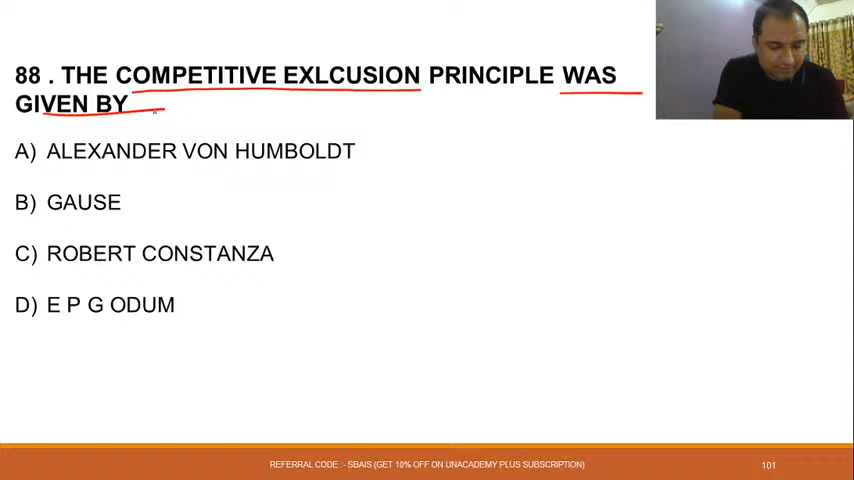 88 . THE COMPETITIVE EXLCUSION PRINCIPLE WAS
GIVEN BY
A) ALEXANDER VON HUMBOLDT
B) GAUSE
C) ROBERT CONSTANZA
D) E P G ODUM
REFERRAL CODE :- SBAIS (GET 10% OFF ON UNACADEMY PLUS SUBSCRIPTION)
101